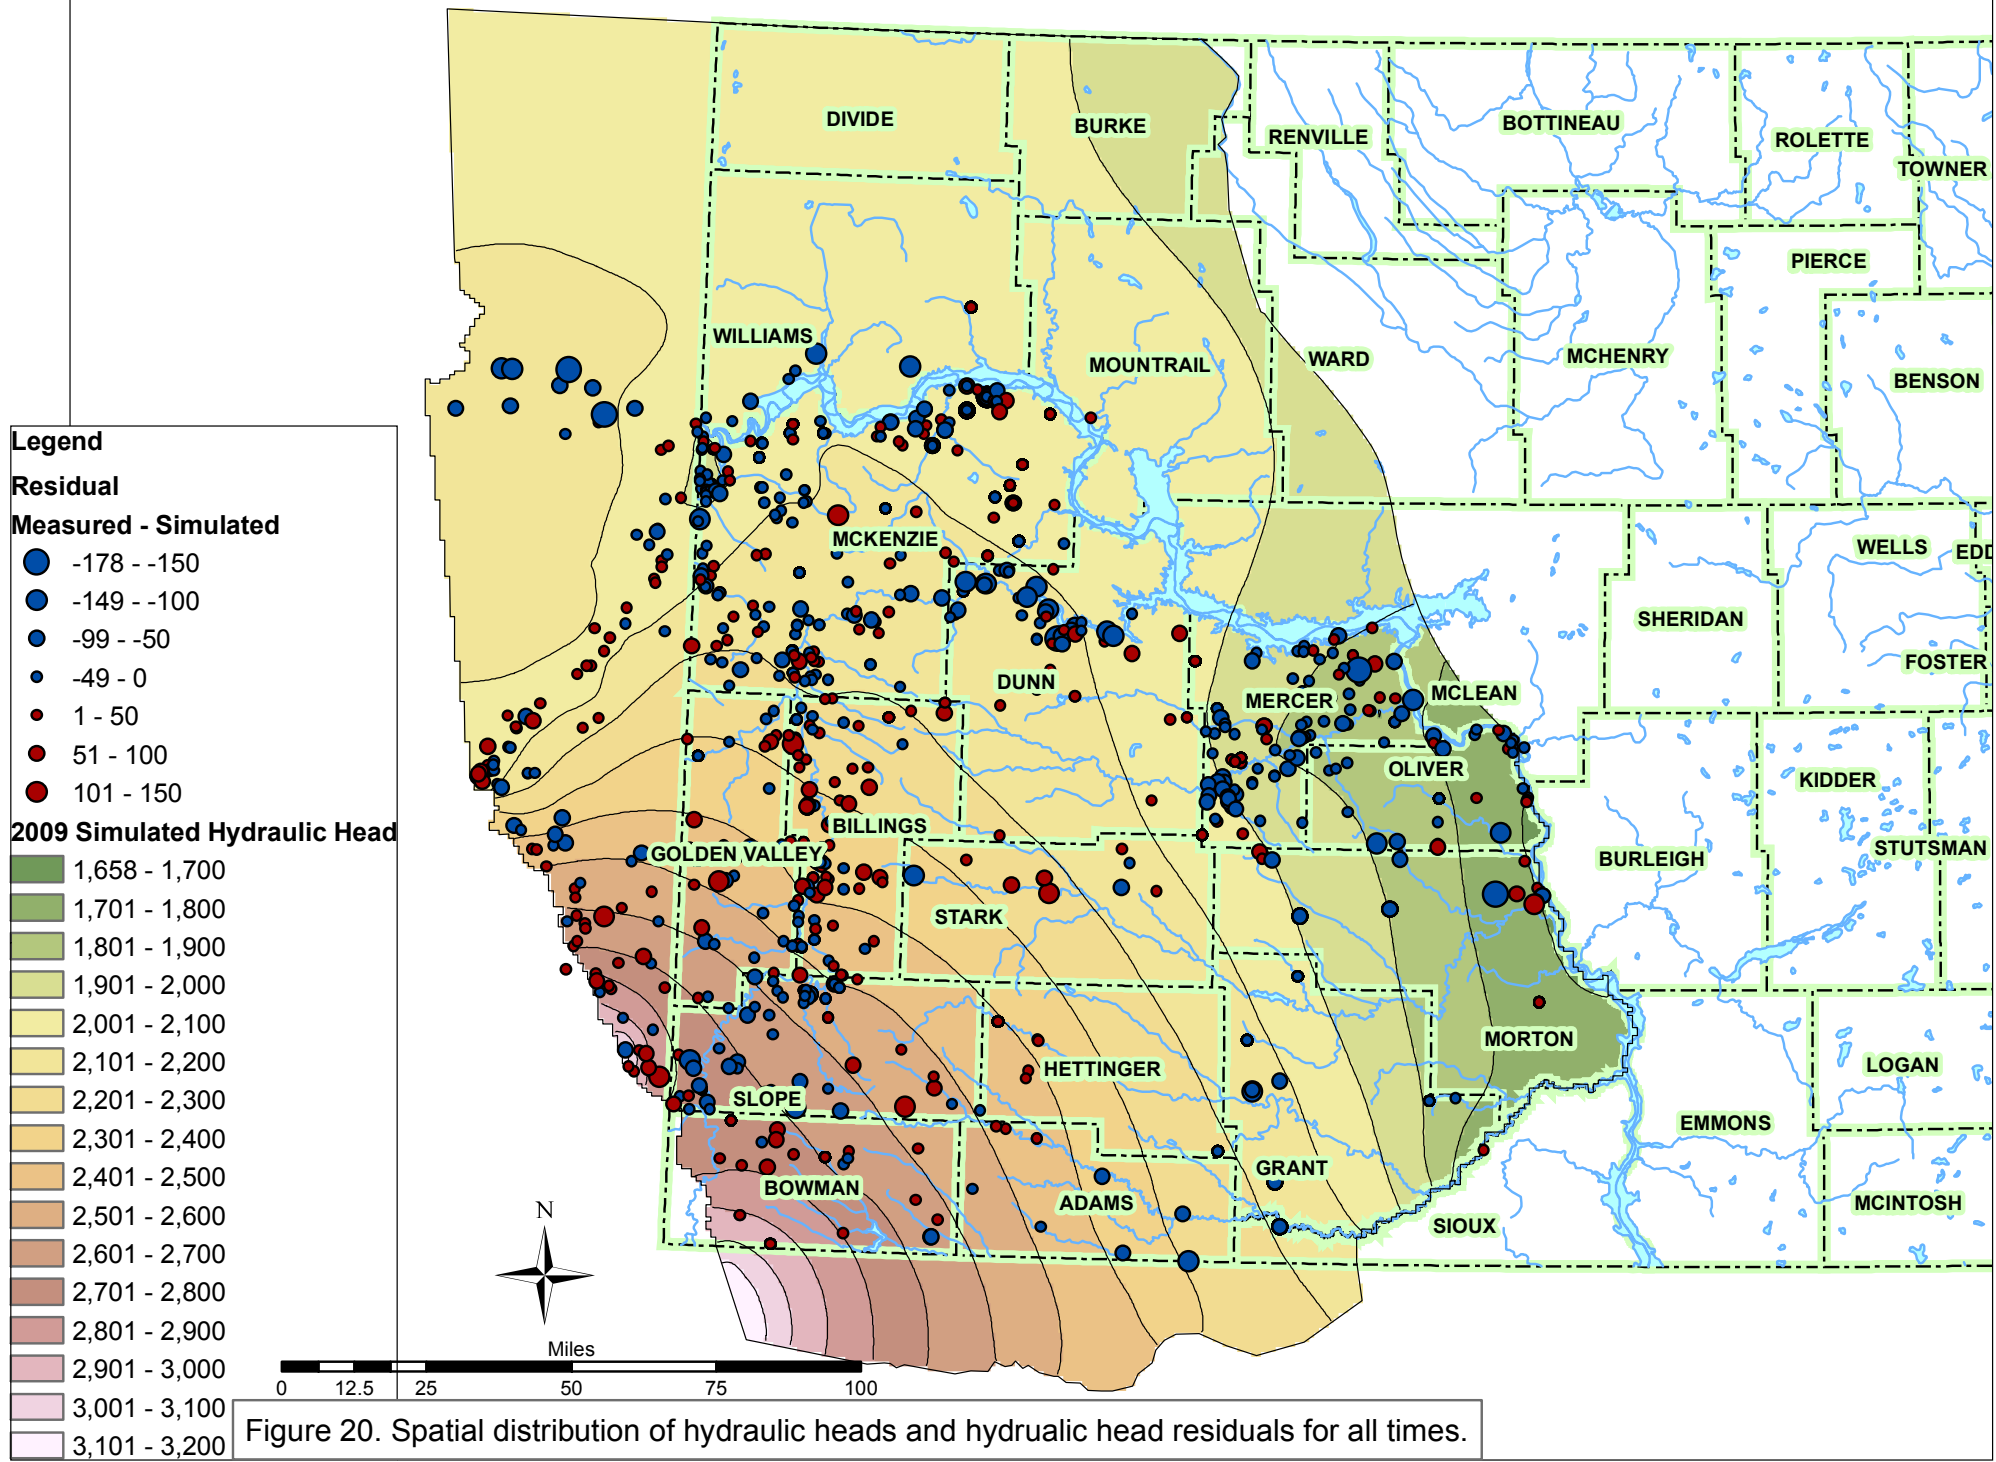 DIVIDE
BURKE
RENVILLE
BOTTINEAU
ROLETTE
TOWNER
PIERCE
WILLIAMS
MOUNTRAIL
WARD
MCHENRY
BENSON
MCKENZIE
WELLS
EDD
SHERIDAN
FOSTER
DUNN
MERCER
MCLEAN
OLIVER
KIDDER
BILLINGS
GOLDEN VALLEY
BURLEIGH
STUTSMAN
STARK
MORTON
HETTINGER
LOGAN
SLOPE
EMMONS
GRANT
BOWMAN
ADAMS
SIOUX
MCINTOSH
Legend
Residual
Measured - Simulated
-178 - -150
-149 - -100
-99 - -50
-49 - 0
1 - 50
51 - 100
101 - 150
2009 Simulated Hydraulic Head
1,658 - 1,700
1,701 - 1,800
1,801 - 1,900
1,901 - 2,000
2,001 - 2,100
2,101 - 2,200
2,201 - 2,300
2,301 - 2,400
2,401 - 2,500
2,501 - 2,600
2,601 - 2,700
2,701 - 2,800
2,801 - 2,900
2,901 - 3,000
3,001 - 3,100
3,101 - 3,200
N
Miles
0 12.5 25 50 75 100
Figure 20. Spatial distribution of hydraulic heads and hydrualic head residuals for all times.